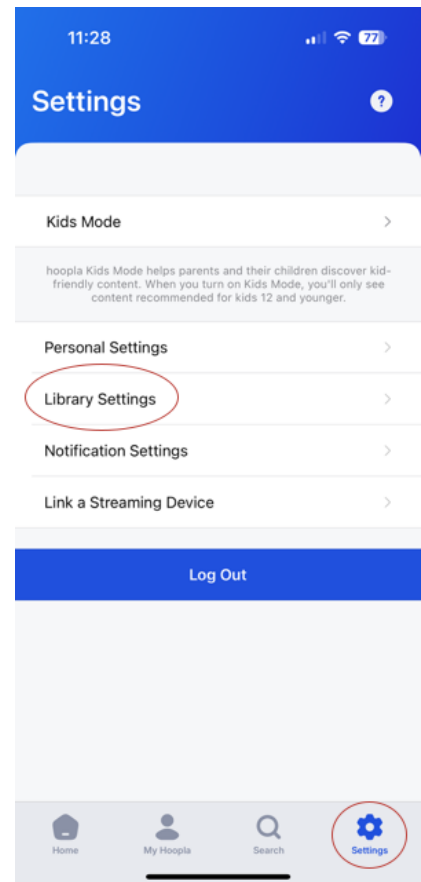 11:28
77
Settings
?
Kids Mode
hoopla Kids Mode helps parents and their children discover kid-
friendly content. When you turn on Kids Mode, you'll only see
content recommended for kids 12 and younger.
Personal Settings
Library Settings
Notification Settings
Link a Streaming Device
Log Out
Home My Hoopla Search Settings